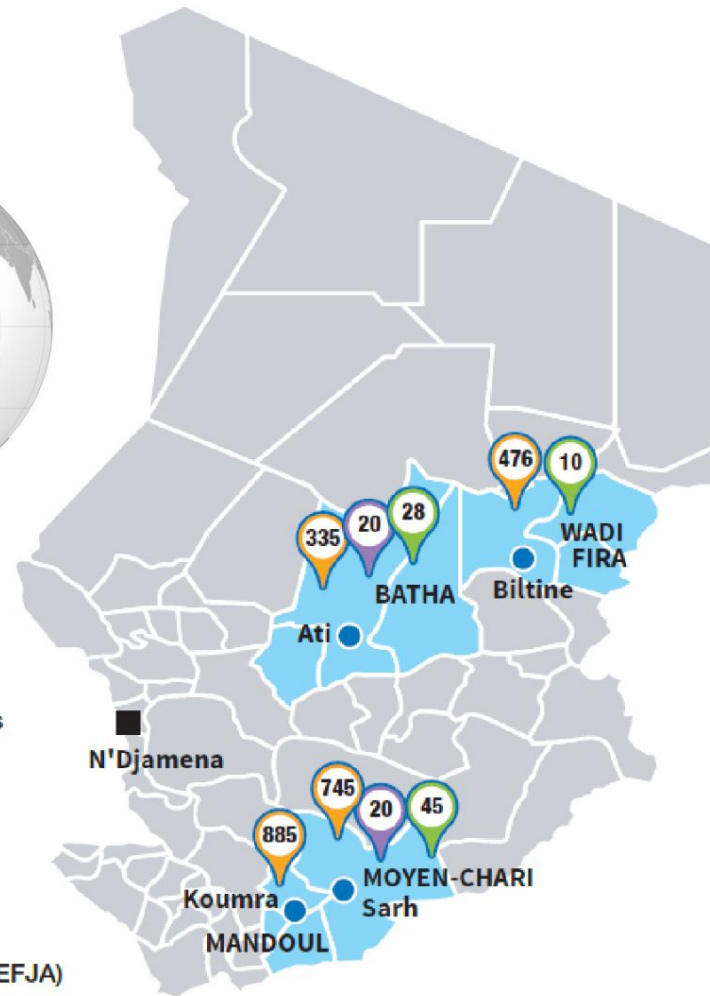 476
10
28
20
335
WADI
FIRA
BATHA
Biltine
Ati
s
N'Djamena
745
20
45
885
MOYEN-CHARI
Koumra
Sarh
MANDOUL
EFJA)